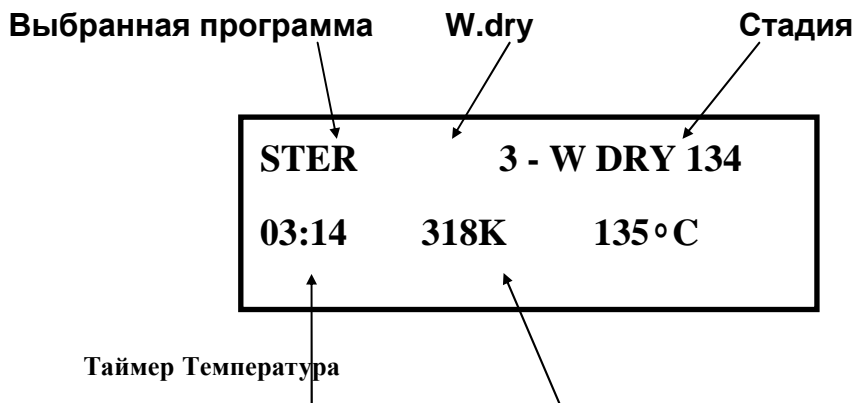 Выбранная программа W.dry Стадия
STER 3 - W DRY 134
03:14 318K 135°C
Таймер Температура